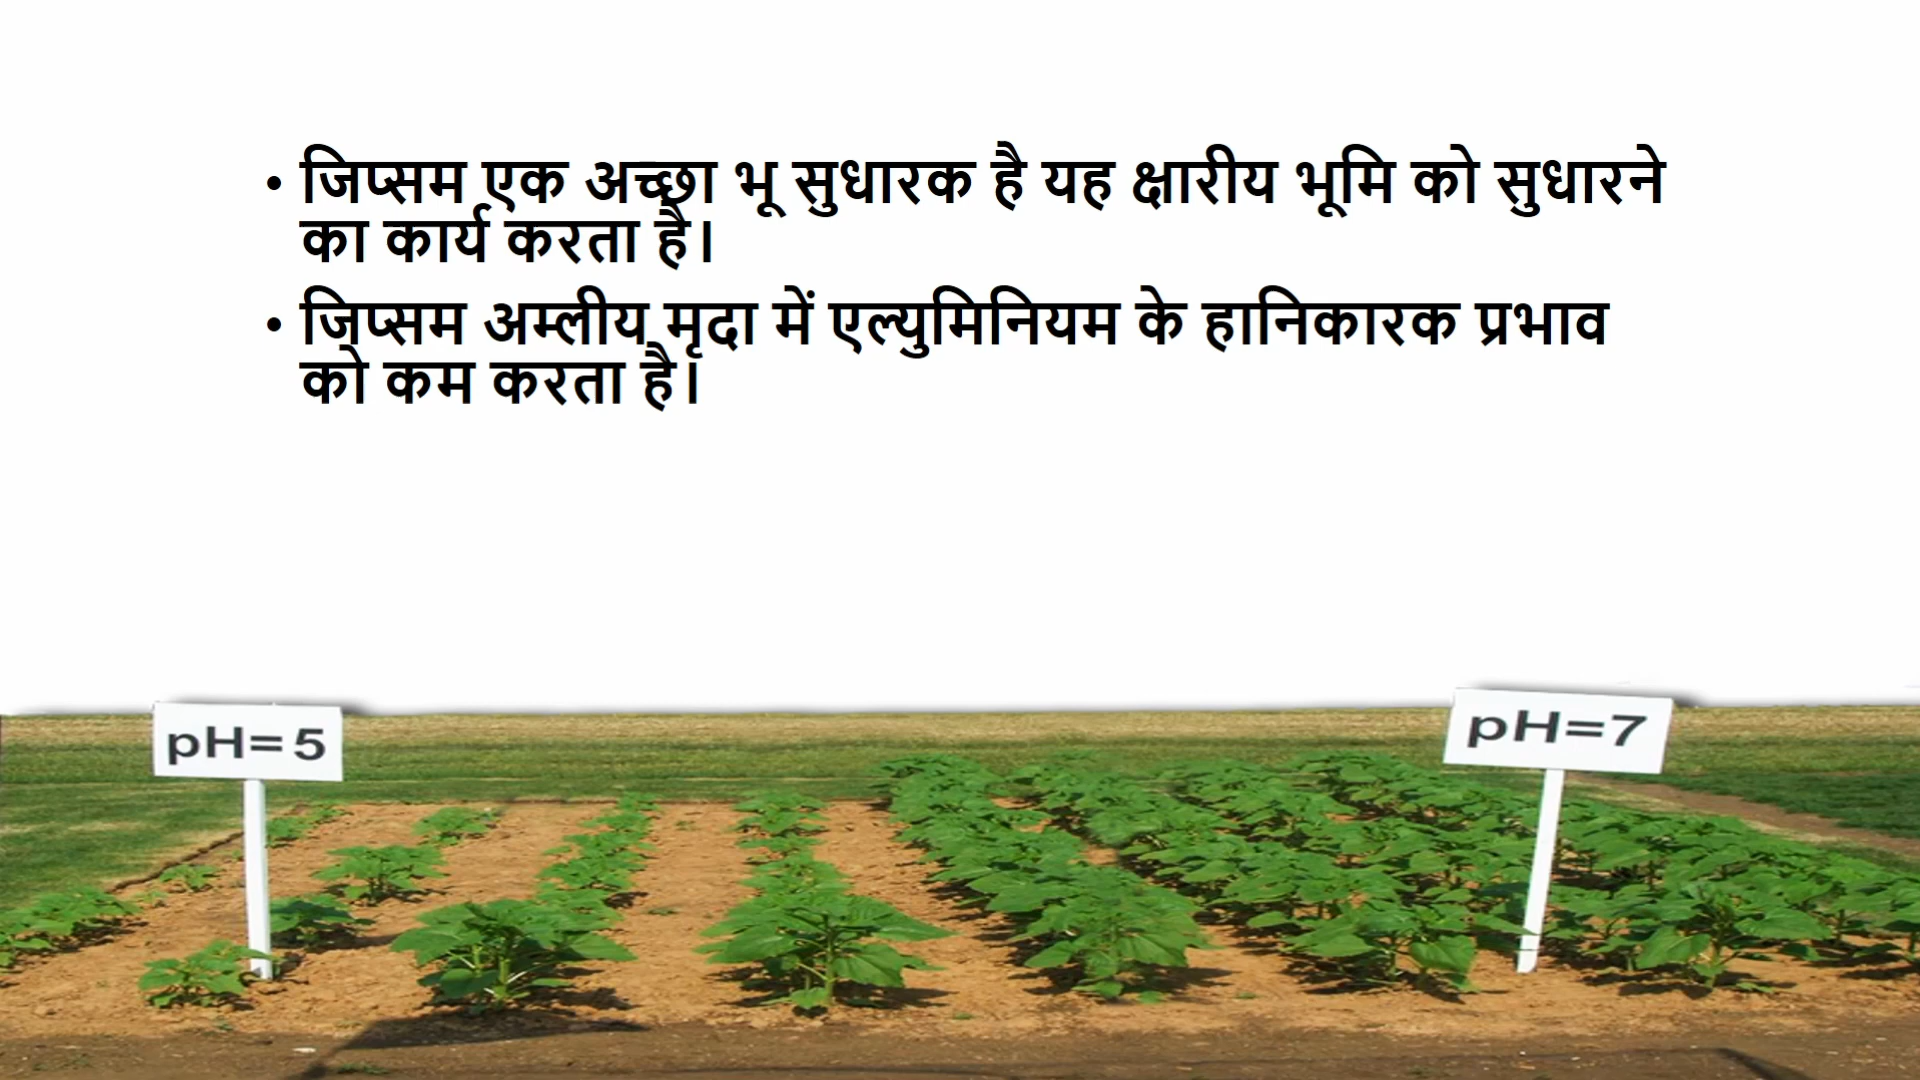 • जिप्सम एक अच्छा भू सुधारक है यह क्षारीय भूमि को सुधारने
का कार्य करता है।
• जिप्सम अम्लीय मृदा में एल्युमिनियम के हानिकारक प्रभाव
को कम करता है।
pH=5
pH=7